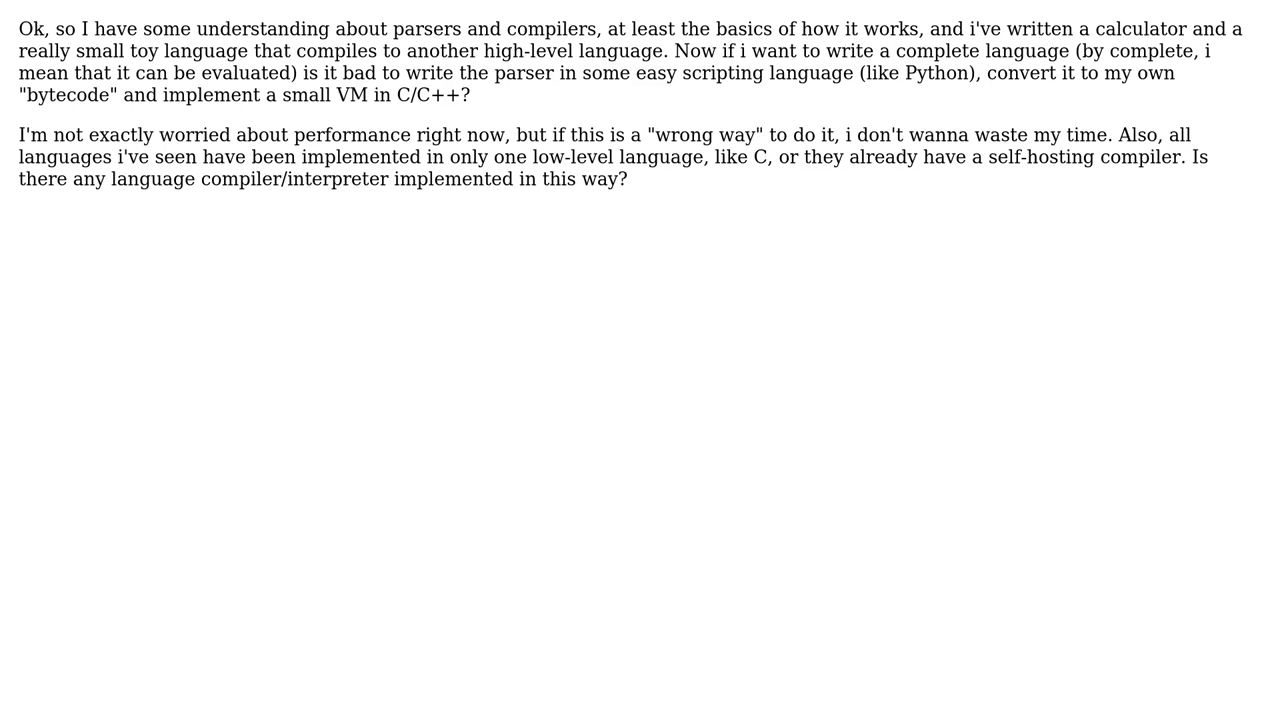 Ok, so I have some understanding about parsers and compilers, at least the basics of how it works, and i've written a calculator and a
really small toy language that compiles to another high-level language. Now if i want to write a complete language (by complete, i
mean that it can be evaluated) is it bad to write the parser in some easy scripting language (like Python), convert it to my own
"bytecode" and implement a small VM in C/C++?
I'm not exactly worried about performance right now, but if this is a "wrong way" to do it, i don't wanna waste my time. Also, all
languages i've seen have been implemented in only one low-level language, like C, or they already have a self-hosting compiler. Is
there any language compiler/interpreter implemented in this way?